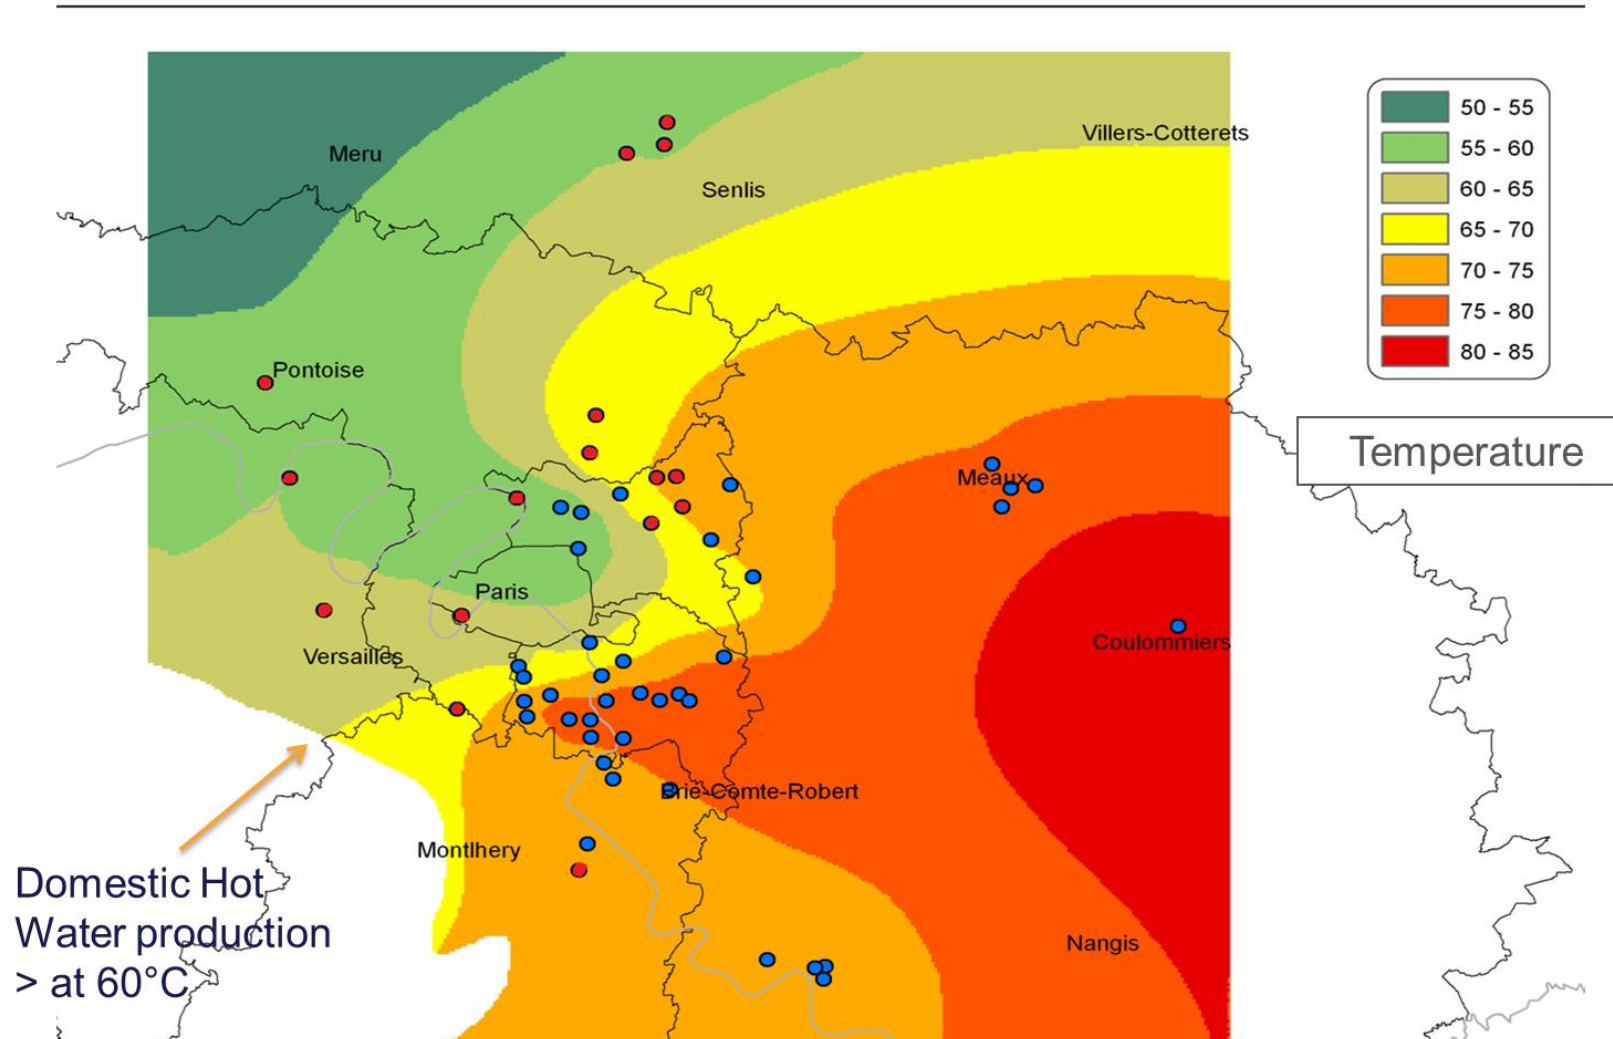 Meru
Villers-Cotterets
Senlis
50 - 55
55 - 60
60 - 65
65 - 70
70 - 75
75 - 80
80 - 85
Pontoise
Temperature
Meaux
Paris
Versailles
Coulommiers
Brie-Comte-Robert
Montlhery
Domestic Hot
Water production
> at 60°C
Nangis